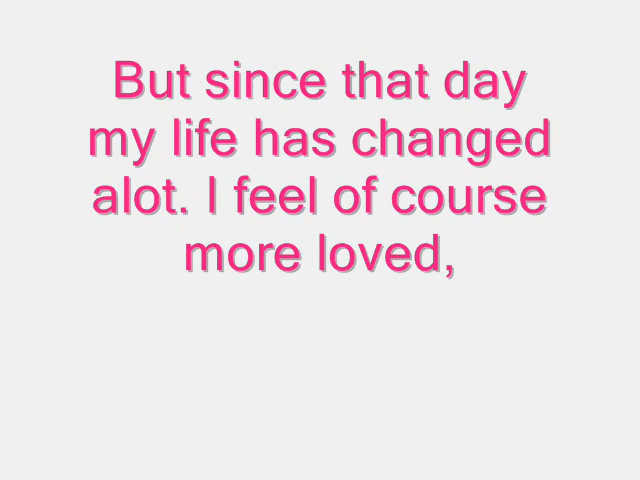 But since that day
my life has changed
alot. I feel of course
more loved,